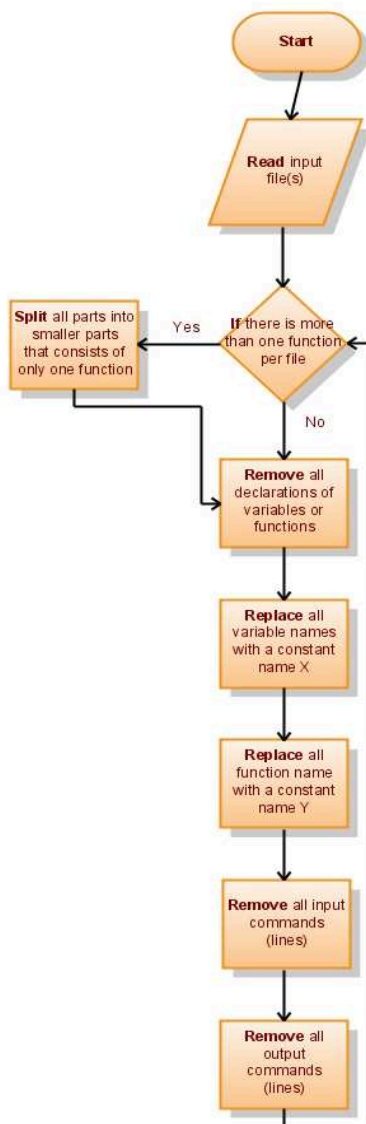 Start
Read input
file(s)
If there is more
than one function
per file
Yes
Split all parts into
smaller parts
that consists of
only one function
No
Remove all
declarations of
variables or
functions
Replace all
variable names
with a constant
name X
Replace all
function name
with a constant
name Y
Remove all input
commands
(lines)
Remove all
output
commands
(lines)